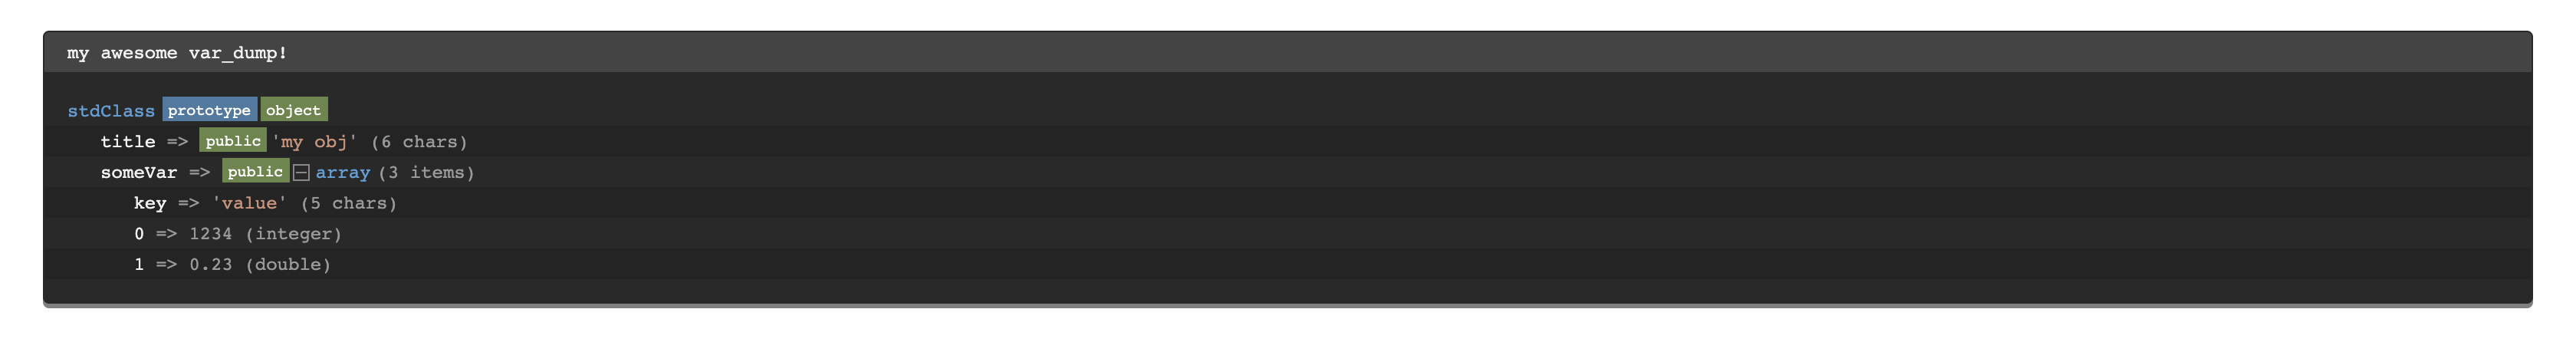 my awesome var_dump!
stdClass prototype object
title => public 'my obj' (6 chars)
someVar => public array (3 items)
key => 'value' (5 chars)
0 => 1234 (integer)
1 => 0.23 (double)